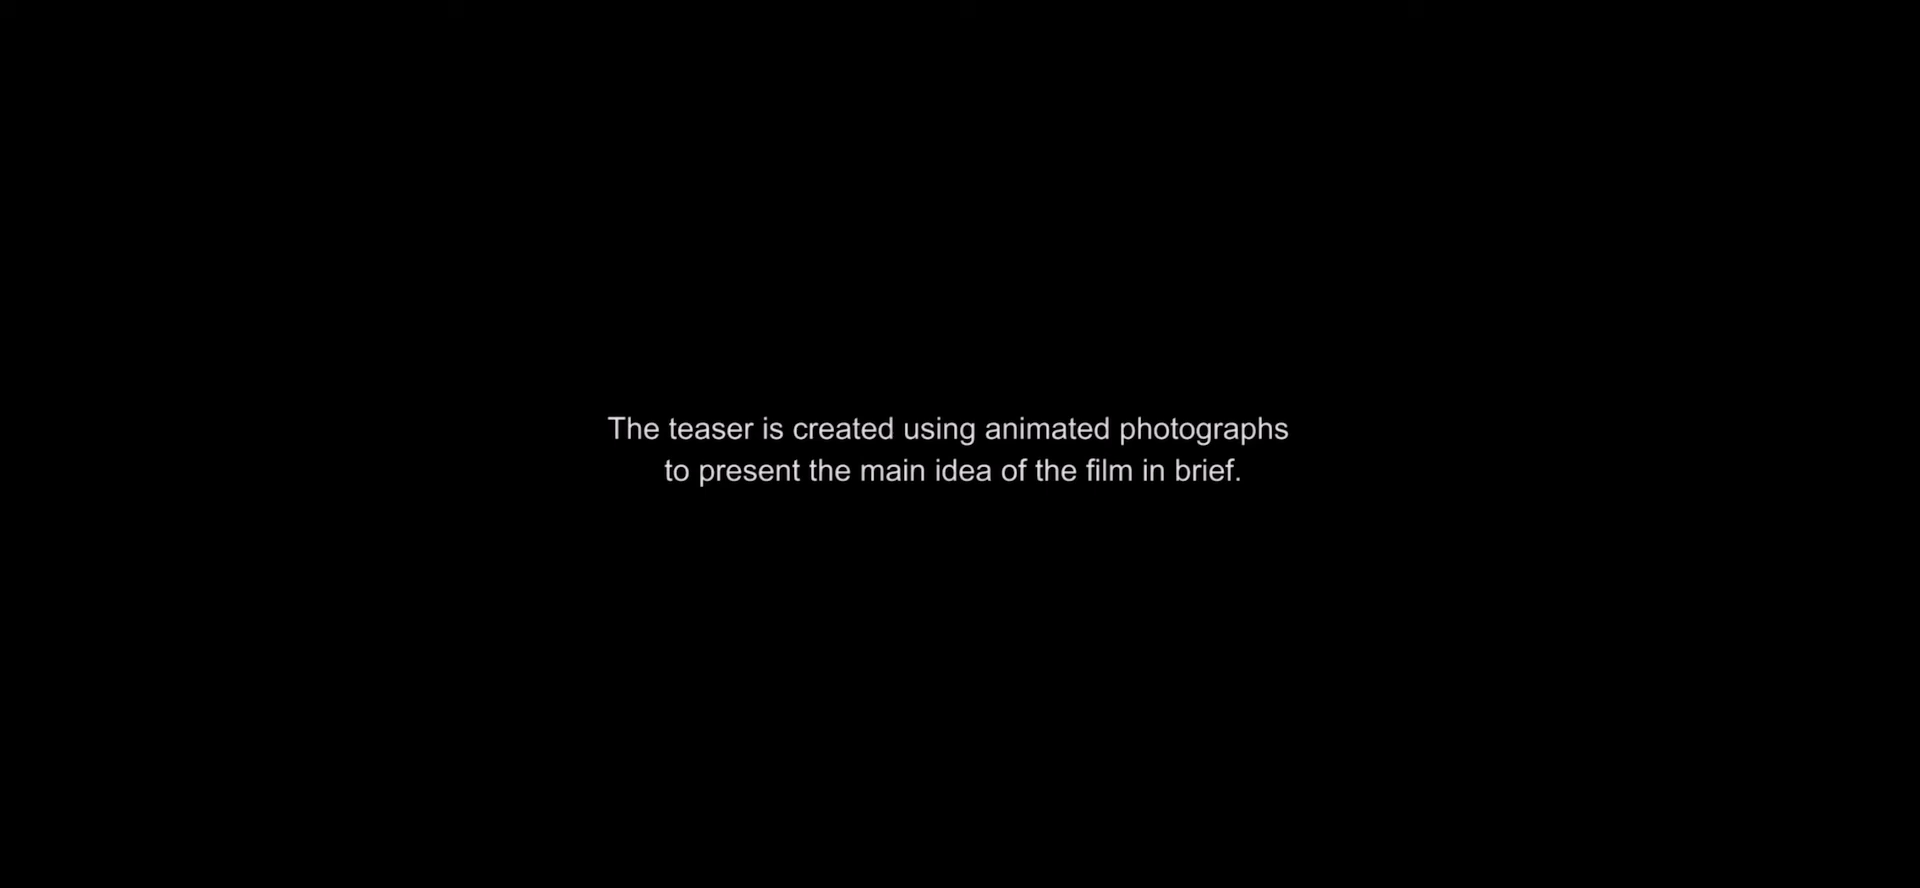 The teaser is created using animated photographs
to present the main idea of the film in brief.